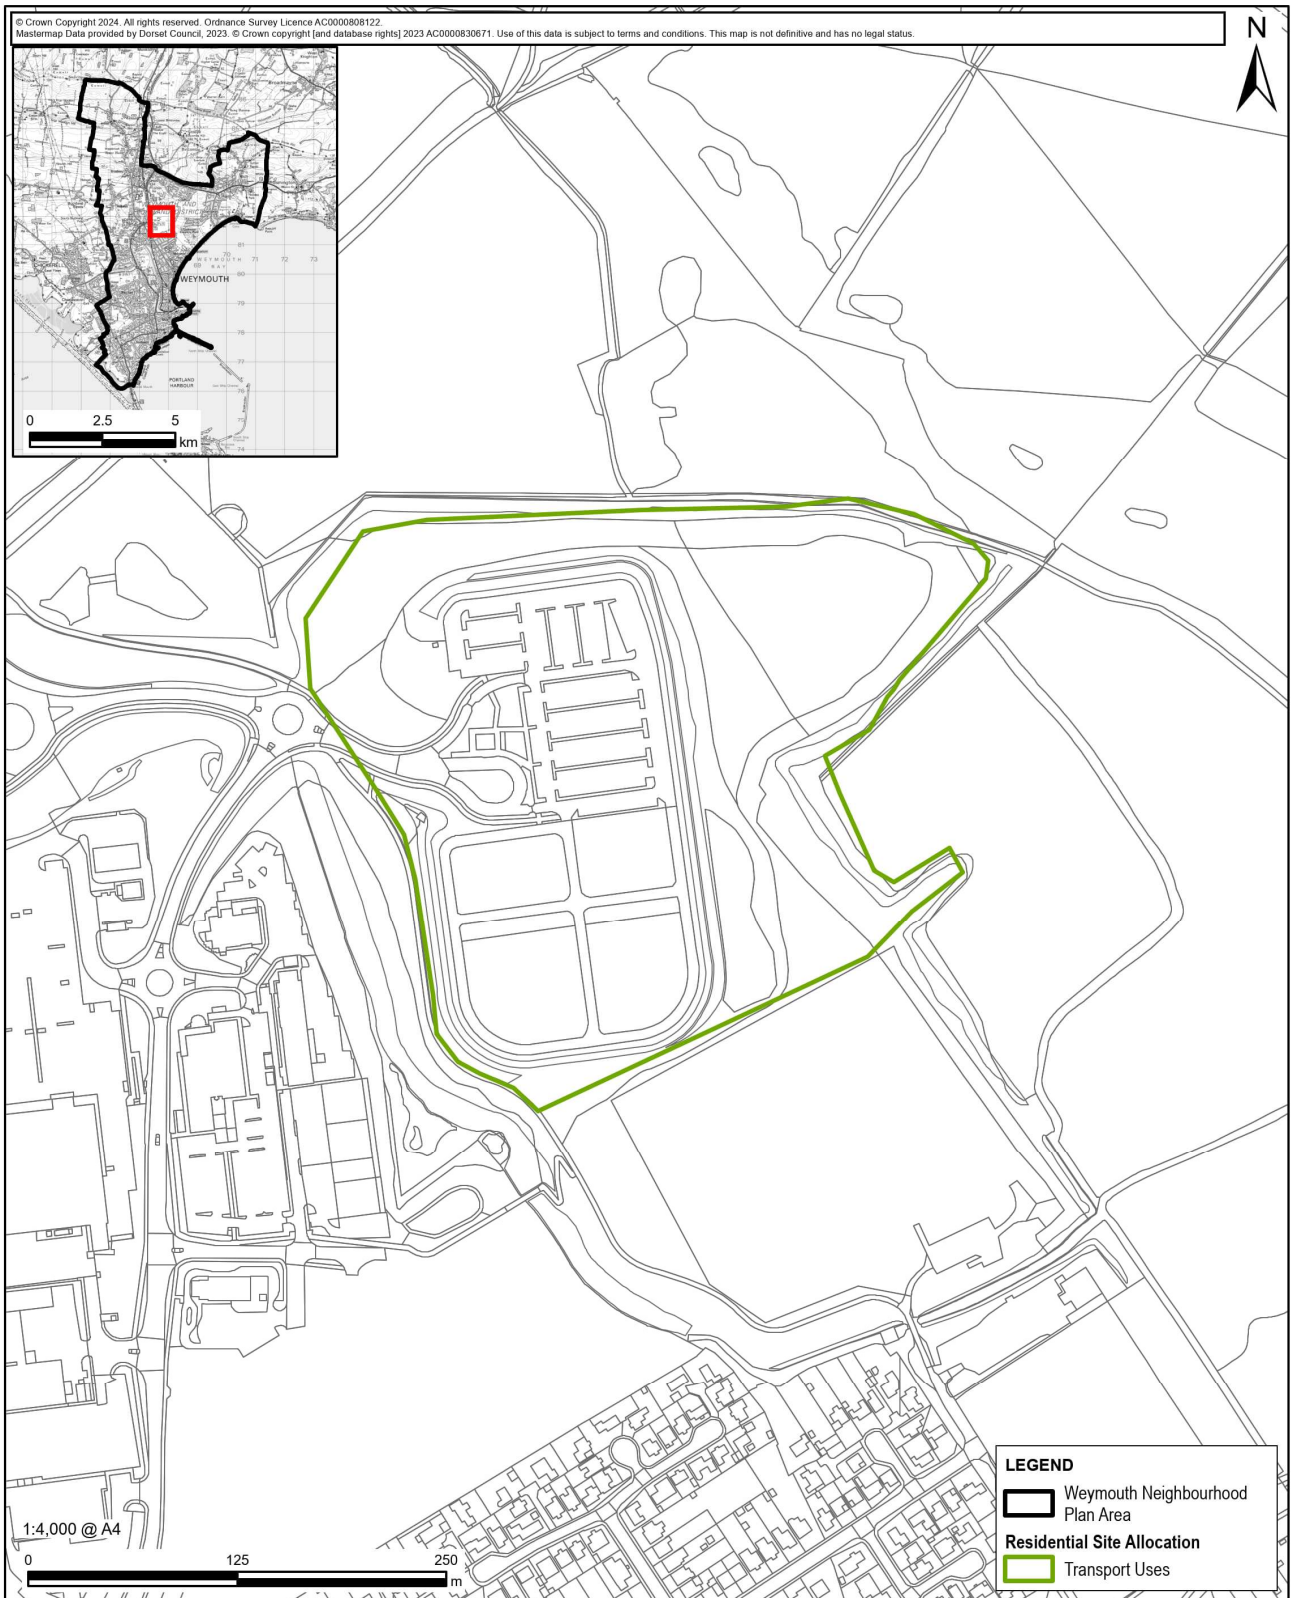 © Crown Copyright 2024. All rights reserved. Ordnance Survey Licence AC0000808122.
Mastermap Data provided by Dorset Council, 2023. © Crown copyright [and database rights] 2023 AC0000830671. Use of this data is subject to terms and conditions. This map is not definitive and has no legal status.
N
WEYMOUTH BAY
WEYMOUTH
PORTLAND
HARBOUR
0 2.5 5
km
1:4,000 @ A4
0 125 250
m
LEGEND
Weymouth Neighbourhood
Plan Area
Residential Site Allocation
Transport Uses